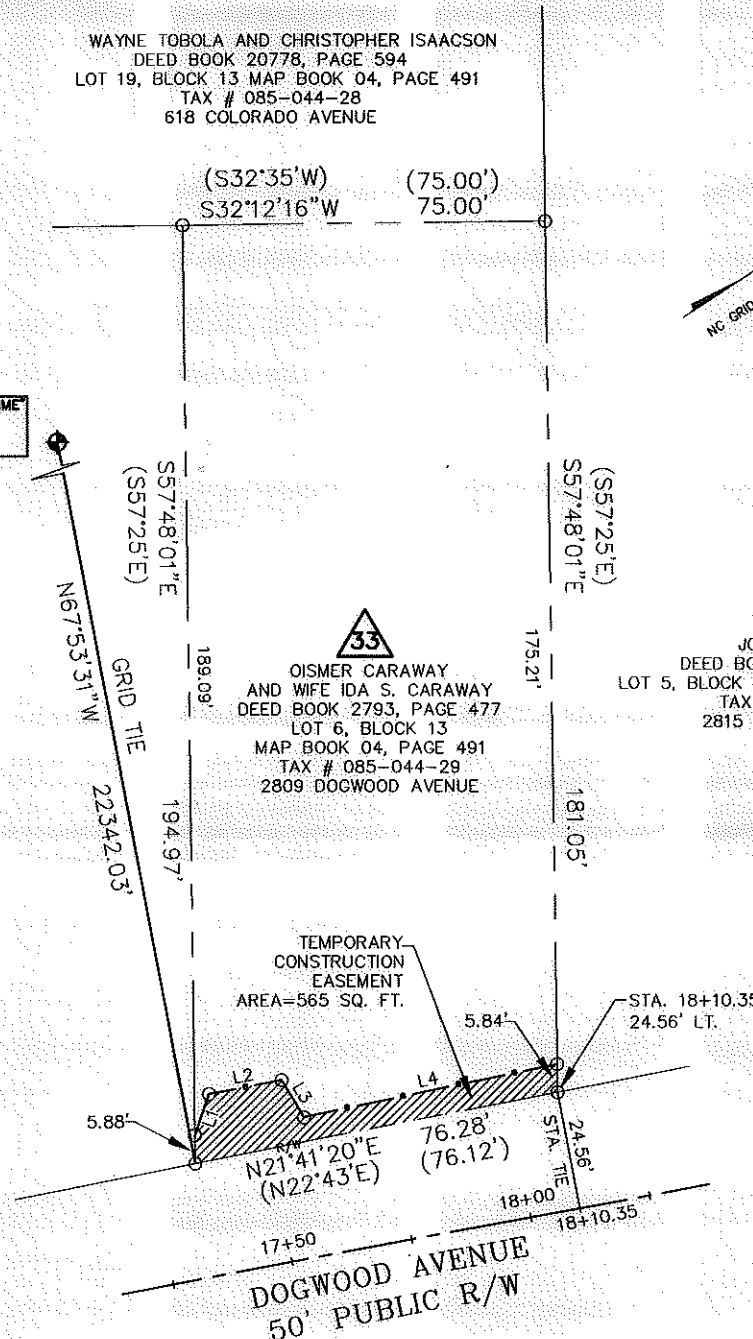 WAYNE TOBOLA AND CHRISTOPHER ISAACSON
DEED BOOK 20778, PAGE 594
LOT 19, BLOCK 13 MAP BOOK 04, PAGE 491
TAX # 085-044-28
618 COLORADO AVENUE
(S32°35'W) (75.00')
S32°12'16"W 75.00'
NC GRID
S57°48'01"E
(S57°25'E)
(S57°25'E)
S57°48'01"E
GRID TIE
N67°53'31"W 22342.03'
189.09'
194.97'
175.21'
181.05'
33
OISMER CARAWAY
AND WIFE IDA S. CARAWAY
DEED BOOK 2793, PAGE 477
LOT 6, BLOCK 13
MAP BOOK 04, PAGE 491
TAX # 085-044-29
2809 DOGWOOD AVENUE
LOT 5, BLOCK
TAX
2815
TEMPORARY
CONSTRUCTION
EASEMENT
AREA=565 SQ. FT.
STA. 18+10.35
24.56' LT.
5.84'
5.88'
L1
L2
L3
L4
R/W
N21°41'20"E 76.28'
(N22°43'E) (76.12')
STA. TIE
24.56'
17+50
18+00
18+10.35
DOGWOOD AVENUE
50' PUBLIC R/W